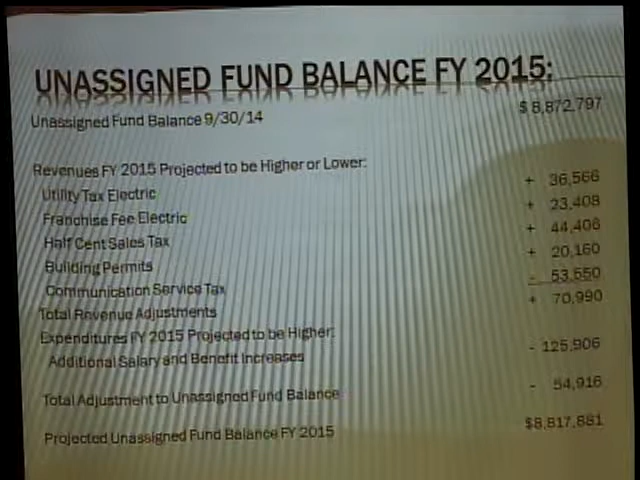 UNASSIGNED FUND BALANCE FY 2015:
Unassigned Fund Balance 9/30/14 $ 8,872,797
Revenues FY 2015 Projected to be Higher or Lower:
Utility Tax Electric + 36,566
Franchise Fee Electric + 23,408
Half Cent Sales Tax + 44,406
Building Permits + 20,160
Communication Service Tax - 53,550
Total Revenue Adjustments + 70,990
Expenditures FY 2015 Projected to be Higher:
Additional Salary and Benefit Increases - 125,906
Total Adjustment to Unassigned Fund Balance - 54,916
Projected Unassigned Fund Balance FY 2015 $8,817,881